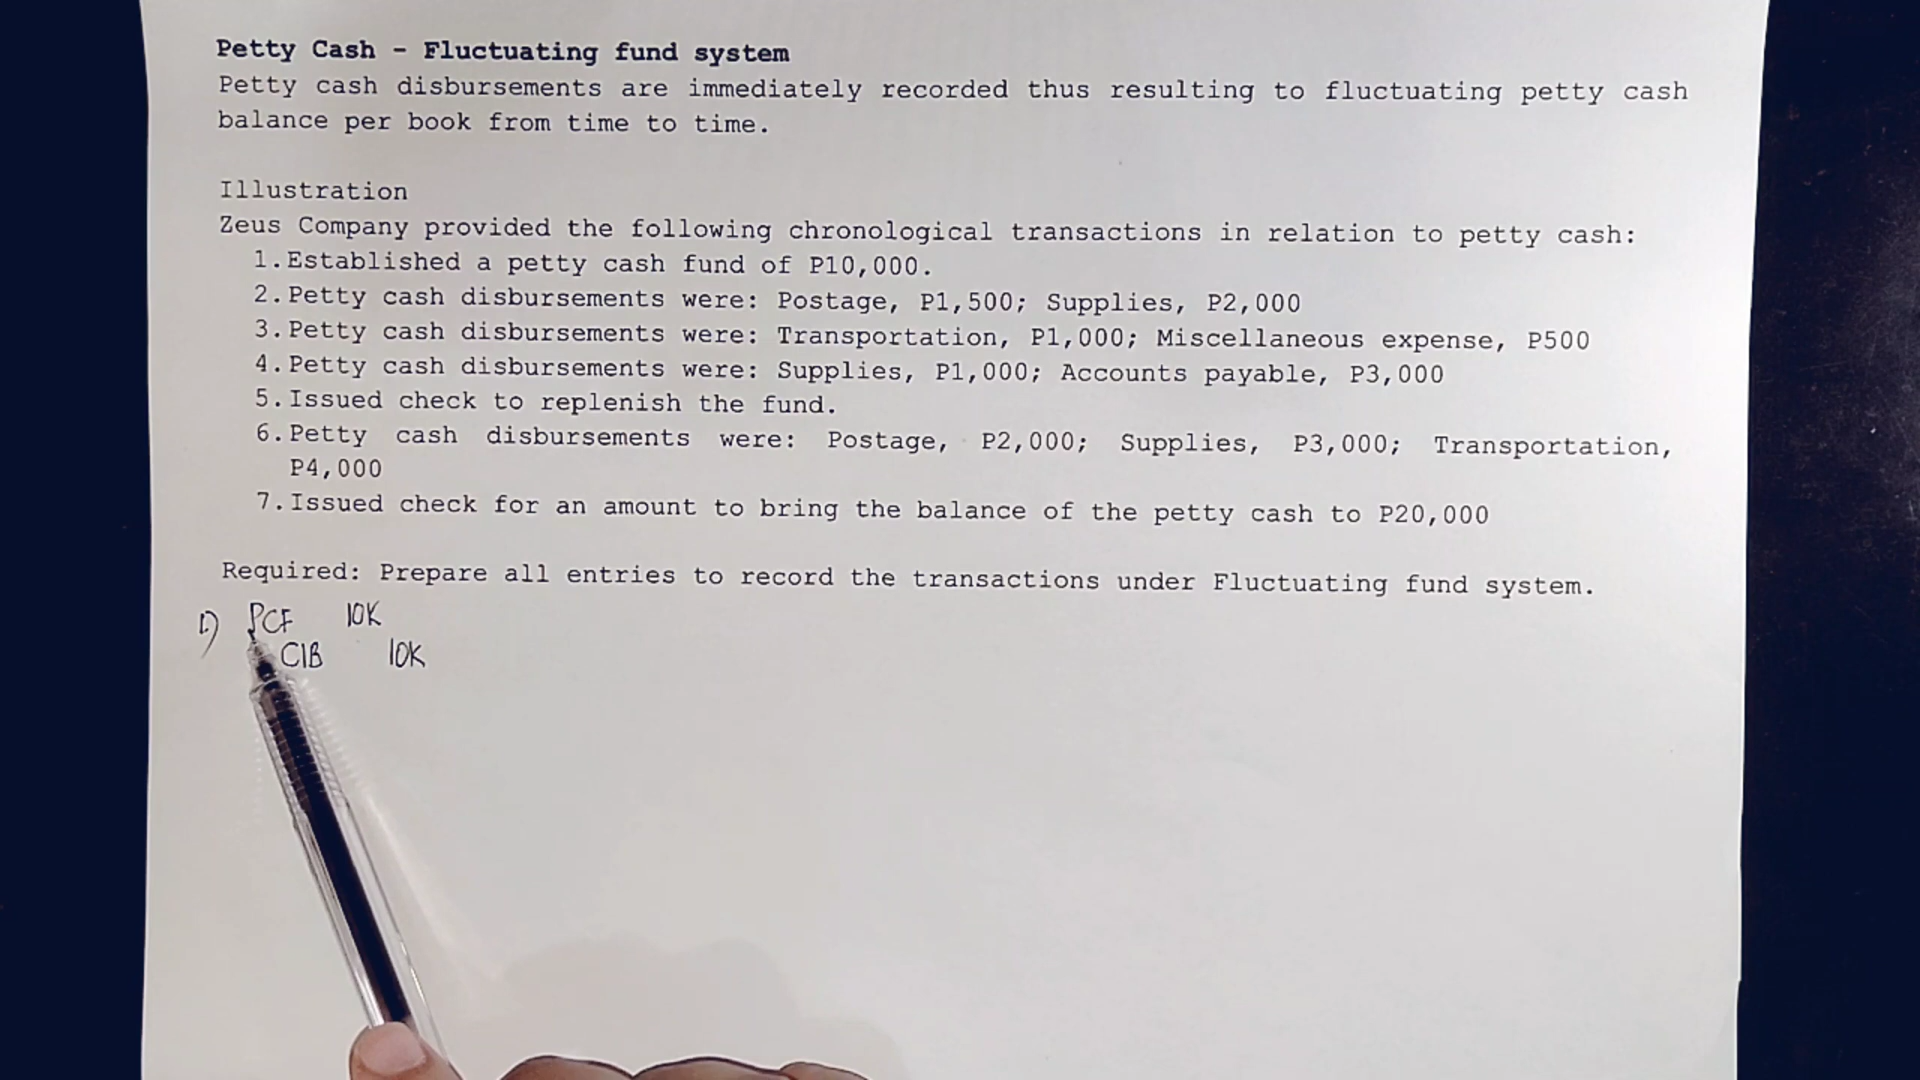 Petty Cash - Fluctuating fund system
Petty cash disbursements are immediately recorded thus resulting to fluctuating petty cash
balance per book from time to time.
Illustration
Zeus Company provided the following chronological transactions in relation to petty cash:
1. Established a petty cash fund of P10,000.
2. Petty cash disbursements were: Postage, P1,500; Supplies, P2,000
3. Petty cash disbursements were: Transportation, P1,000; Miscellaneous expense, P500
4. Petty cash disbursements were: Supplies, P1,000; Accounts payable, P3,000
5. Issued check to replenish the fund.
6. Petty cash disbursements were: Postage, P2,000; Supplies, P3,000; Transportation,
P4,000
7. Issued check for an amount to bring the balance of the petty cash to P20,000
Required: Prepare all entries to record the transactions under Fluctuating fund system.
1) PCF 10K
CIB 10K